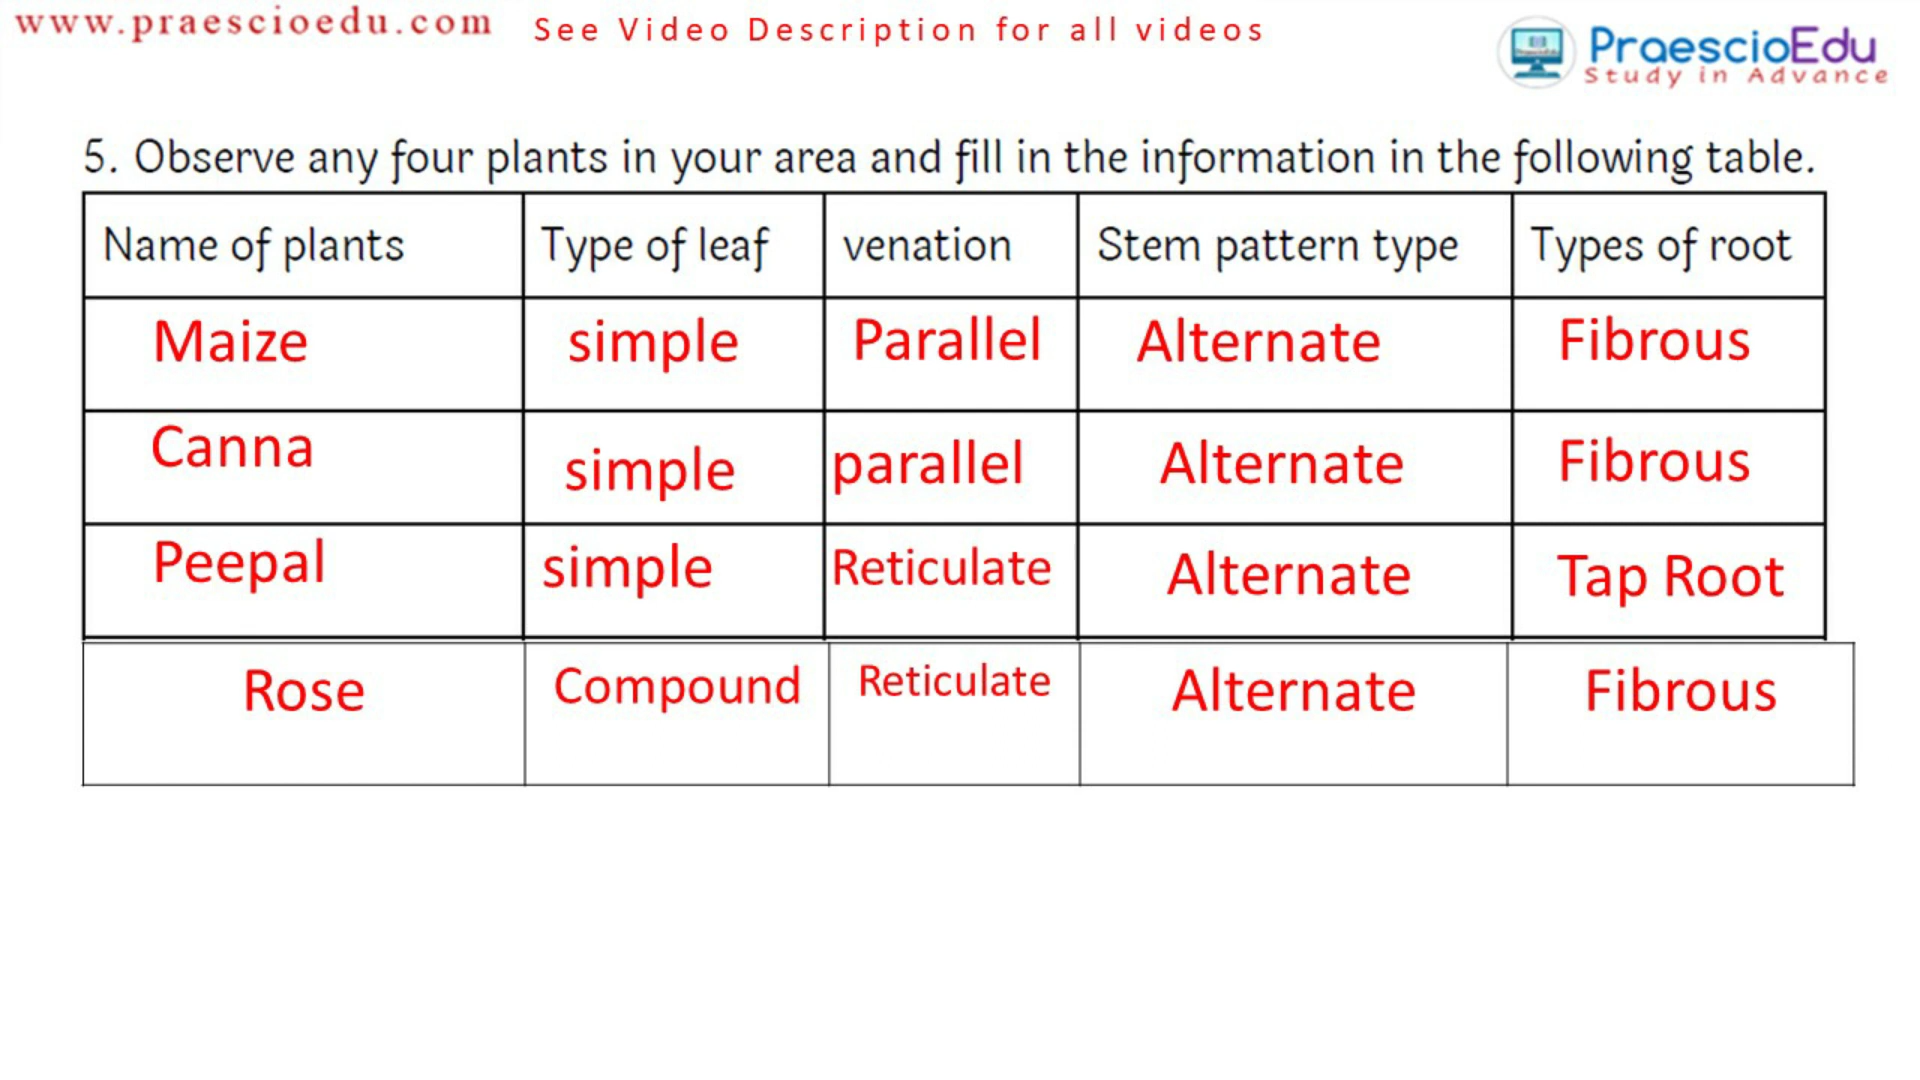 www.praescioedu.com See Video Description for all videos
PraescioEdu
Study in Advance
5. Observe any four plants in your area and fill in the information in the following table.
Name of plants Type of leaf venation Stem pattern type Types of root
Maize simple Parallel Alternate Fibrous
Canna simple parallel Alternate Fibrous
Peepal simple Reticulate Alternate Tap Root
Rose Compound Reticulate Alternate Fibrous